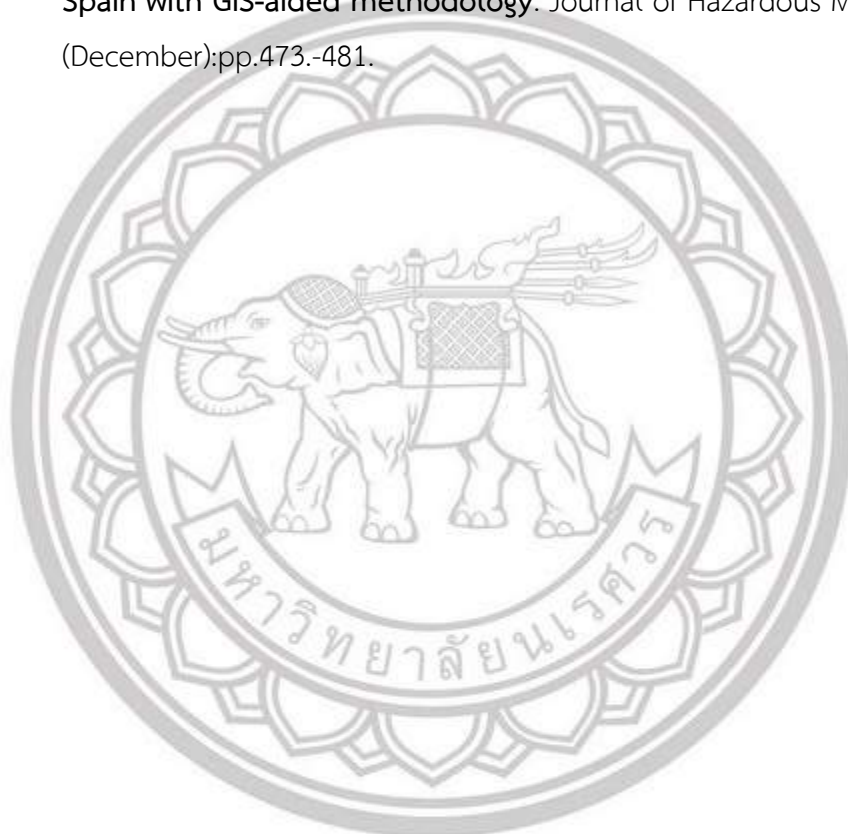 Spain with GIS-aided methodology. Journal of Hazardous M
(December):pp.473.-481.
มหาวิทยาลัยนเรศวร